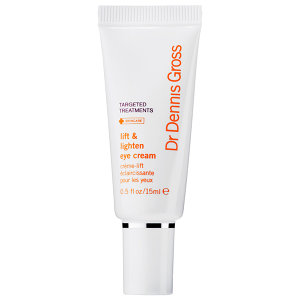 Dr Dennis Gross
TARGETED
TREATMENTS
SKINCARE
lift &
lighten
eye cream
crème-lift
éclaircissante
pour les yeux
0.5 fl oz/15ml e